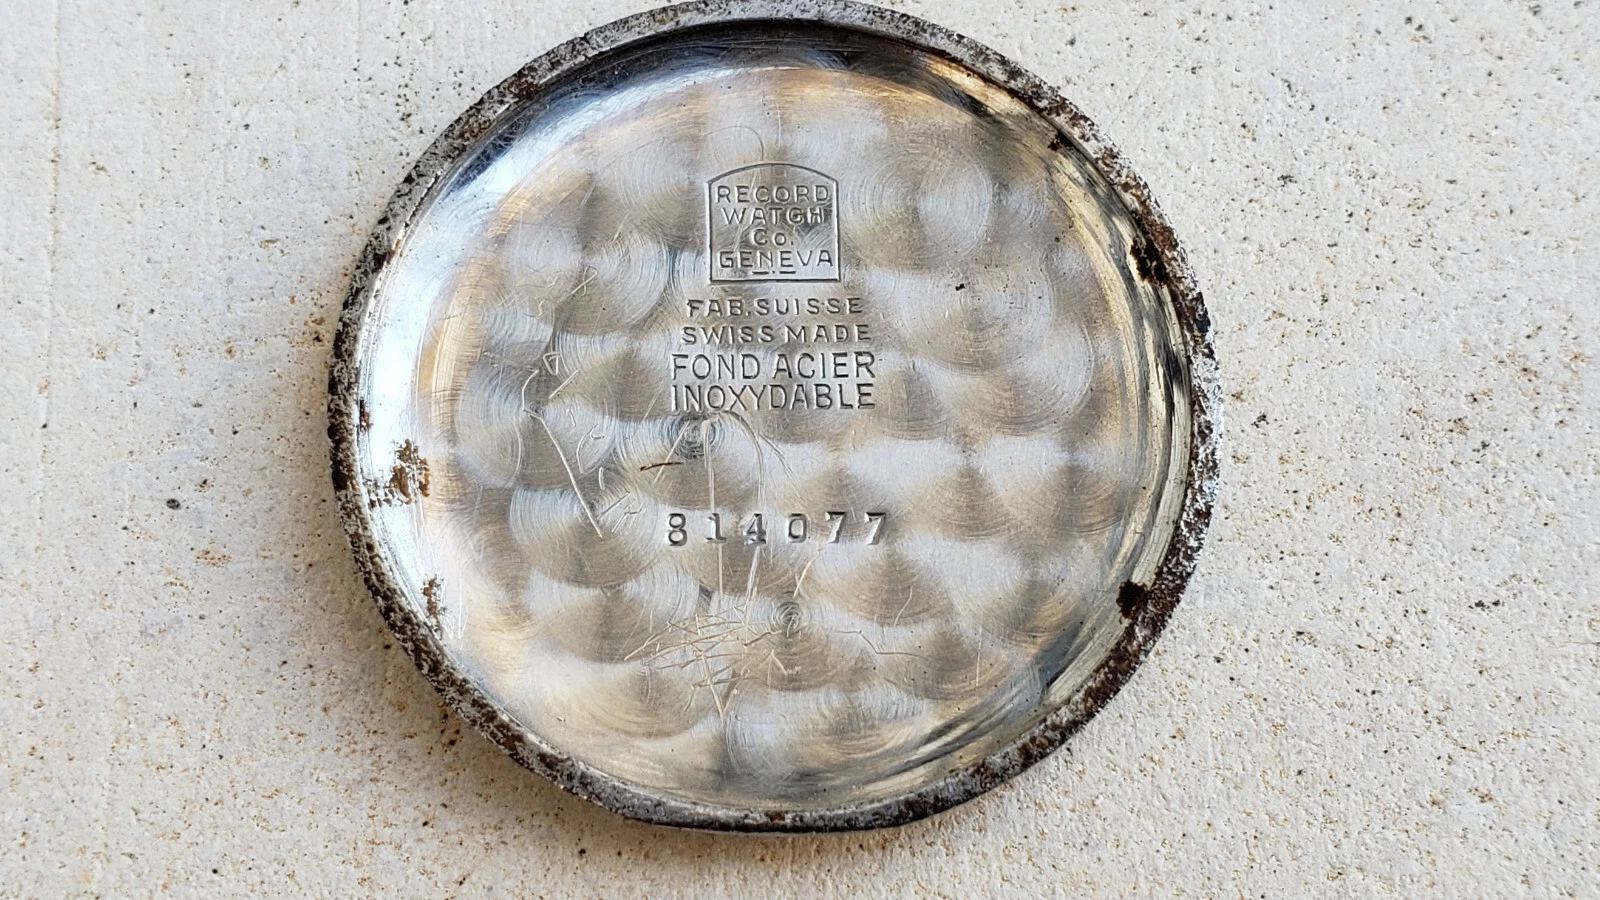 RECORD
WATCH
Co.
GENEVA
FAB. SUISSE
SWISS MADE
FOND ACIER
INOXYDABLE
814077